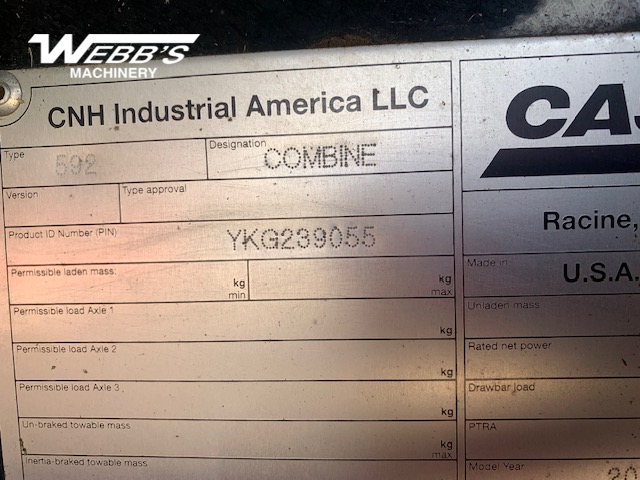 WEBB'S
MACHINERY
CNH Industrial America LLC
CAS
Type
592
Designation
COMBINE
Version
Type approval
Racine,
Product ID Number (PIN)
YKG239055
Made in
U.S.A.
Permissible laden mass:
kg
min
kg
max
Unladen mass
Permissible load Axle 1
kg
Rated net power
Permissible load Axle 2
kg
Drawbar load
Permissible load Axle 3
kg
PTRA
Un-braked towable mass
kg
Model Year
20
Inertia-braked towable mass